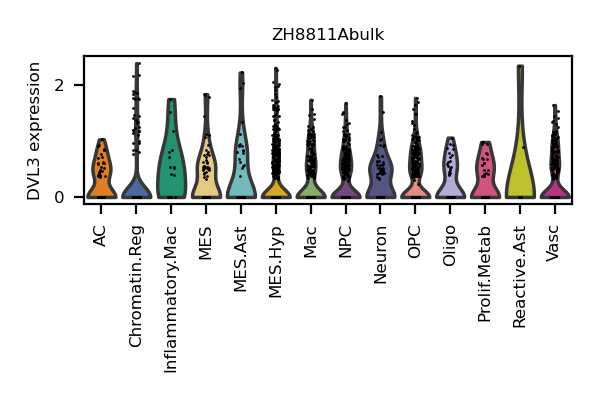 ZH8811Abulk
DVL3 expression
2
0
AC
Chromatin.Reg
Inflammatory.Mac
MES
MES.Ast
MES.Hyp
Mac
NPC
Neuron
OPC
Oligo
Prolif.Metab
Reactive.Ast
Vasc